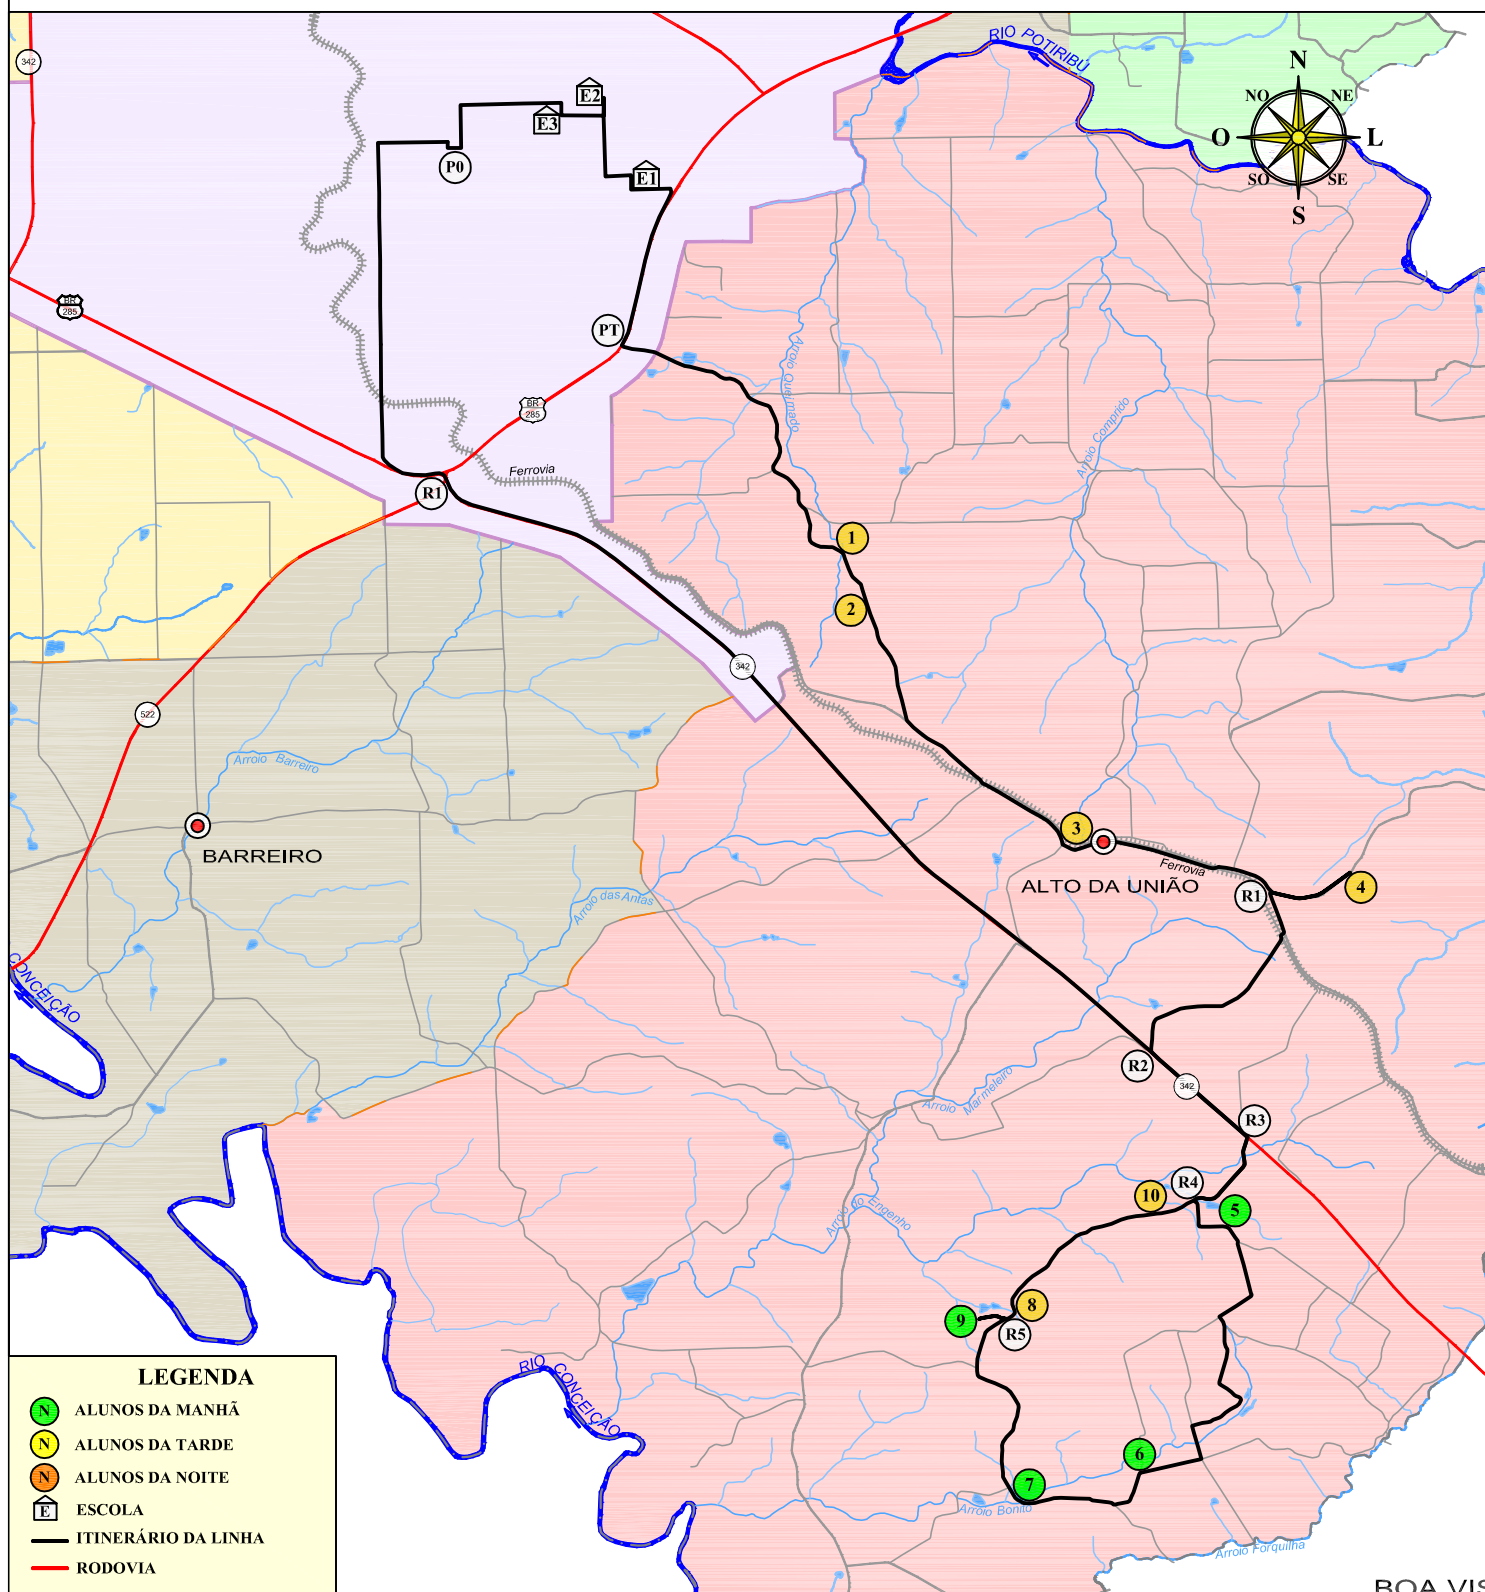 RIO POTIRIBÚ
N
NO
NE
O
L
SO
SE
S
342
E2
E3
P0
E1
BR
285
PT
BR
285
Arroio Queimado
Arroio Comprido
Ferrovia
R1
1
2
342
522
Arroio Barreiro
BARREIRO
3
Ferrovia
ALTO DA UNIÃO
R1
4
Arroio das Antas
CONCEIÇÃO
R2
342
Arroio Marmeleiro
R3
R4
10
5
Arroio do Engenho
8
9
R5
RIO CONCEIÇÃO
6
7
Arroio Bonito
Arroio Forquilha
BOA VIS
LEGENDA
N ALUNOS DA MANHÃ
N ALUNOS DA TARDE
N ALUNOS DA NOITE
E ESCOLA
ITINERÁRIO DA LINHA
RODOVIA